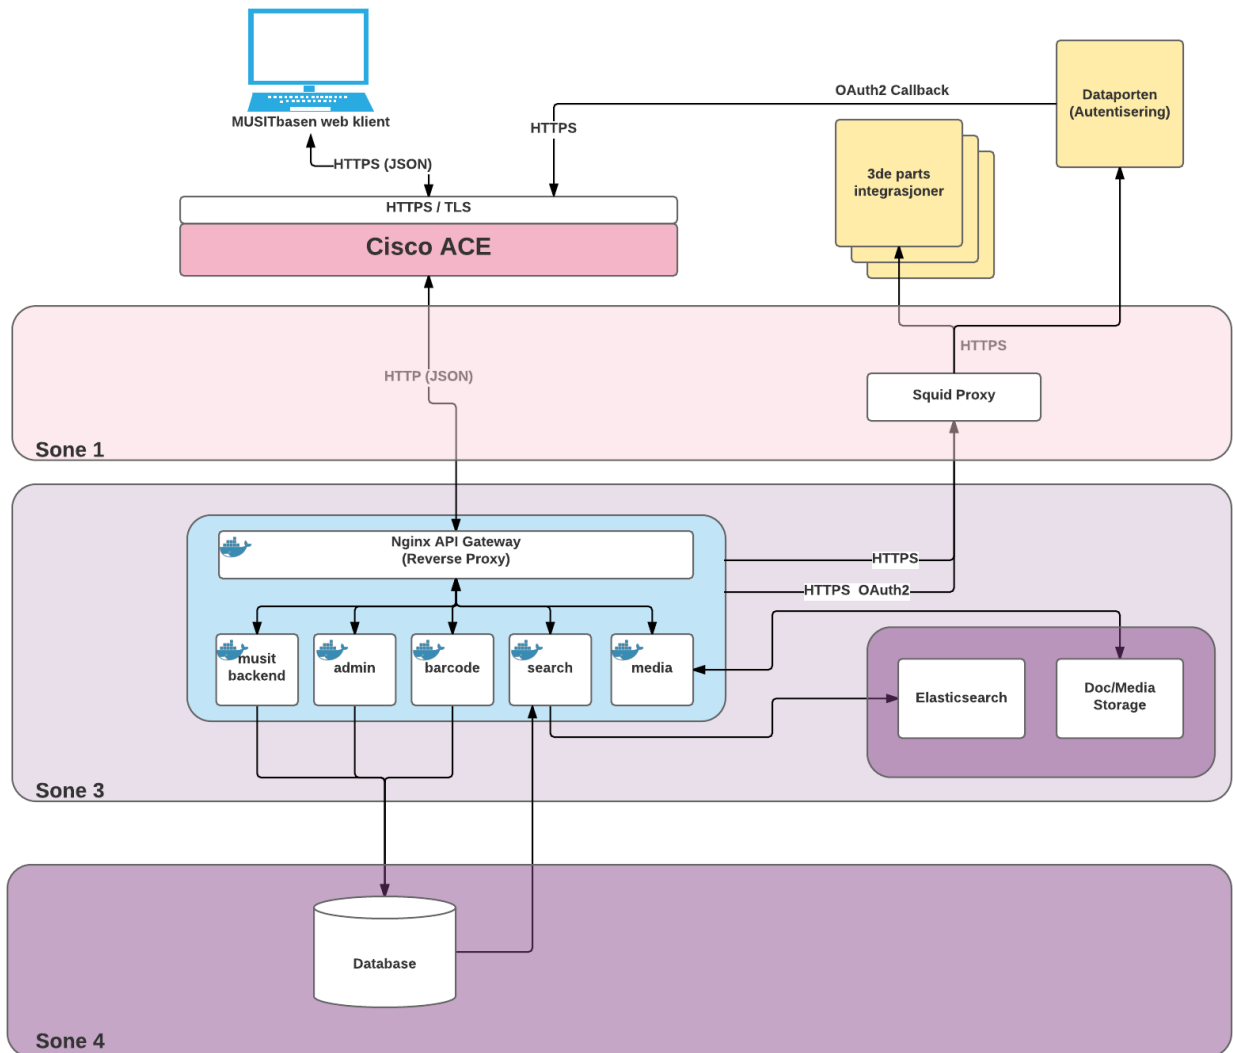 MUSITbasen web klient
OAuth2 Callback
Dataporten
(Autentisering)
HTTPS
HTTPS (JSON)
3de parts
integrasjoner
HTTPS / TLS
Cisco ACE
HTTPS
HTTP (JSON)
Squid Proxy
Sone 1
Nginx API Gateway
(Reverse Proxy)
HTTPS
HTTPS OAuth2
musit
backend
admin
barcode
search
media
Elasticsearch
Doc/Media
Storage
Sone 3
Database
Sone 4